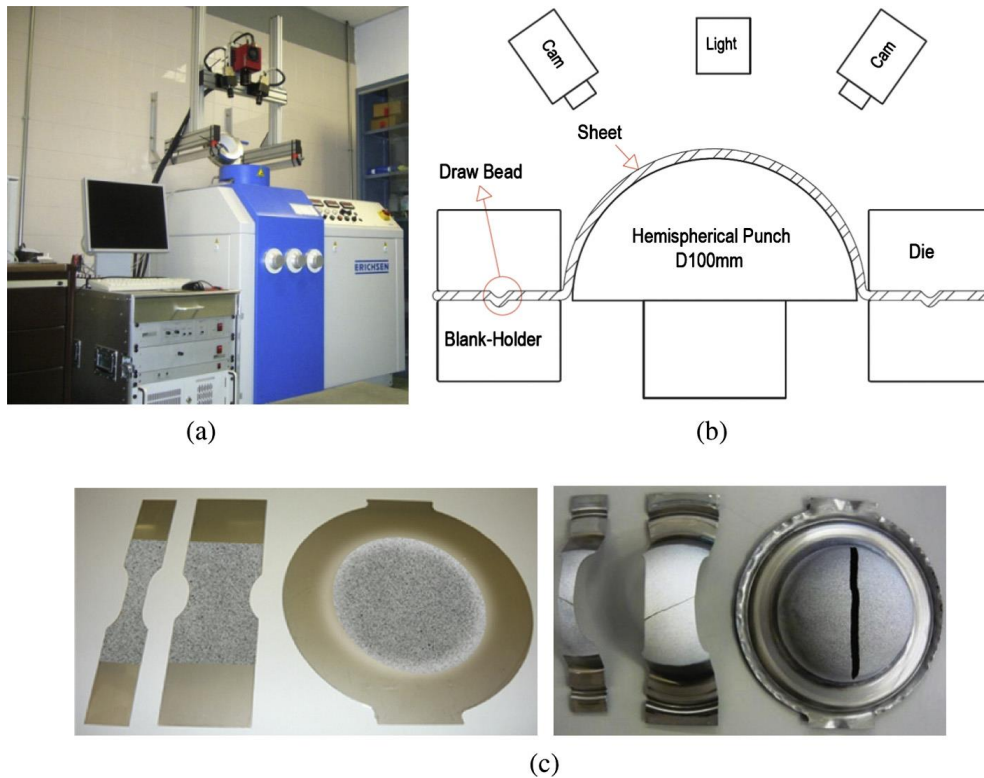 ERICHSEN
(a)
Cam
Light
Cam
Sheet
Draw Bead
Hemispherical Punch
D100mm
Die
Blank-Holder
(b)
(c)